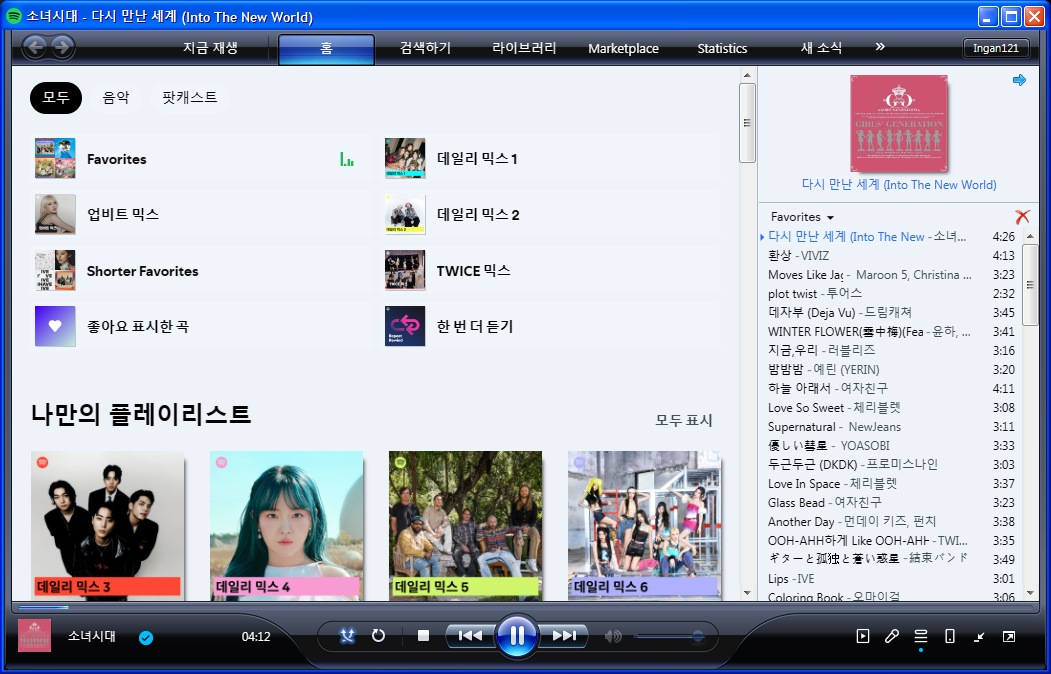 소녀시대 - 다시 만난 세계 (Into The New World)
지금 재생
홈
검색하기
라이브러리
Marketplace
Statistics
새 소식
»
Ingan121
모두
음악
팟캐스트
Favorites
데일리 믹스 1
업비트 믹스
데일리 믹스 2
Shorter Favorites
TWICE 믹스
좋아요 표시한 곡
한 번 더 듣기
나만의 플레이리스트
모두 표시
데일리 믹스 3
데일리 믹스 4
데일리 믹스 5
데일리 믹스 6
GIRLS' GENERATION
다시 만난 세계 (Into The New World)
Favorites
다시 만난 세계 (Into The New - 소녀... 4:26
환상 - VIVIZ 4:13
Moves Like Jag - Maroon 5, Christina ... 3:23
plot twist - 투어스 2:32
데자부 (Deja Vu) - 드림캐쳐 3:45
WINTER FLOWER(雪中梅)(Fea - 윤하, ... 3:41
지금,우리 - 러블리즈 3:16
밤밤밤 - 예린 (YERIN) 3:20
하늘 아래서 - 여자친구 4:11
Love So Sweet - 체리블렛 3:08
Supernatural - NewJeans 3:11
優しい彗星 - YOASOBI 3:33
두근두근 (DKDK) - 프로미스나인 3:03
Love In Space - 체리블렛 3:37
Glass Bead - 여자친구 3:23
Another Day - 먼데이 키즈, 펀치 3:38
OOH-AHH하게 Like OOH-AHH - TWI... 3:35
ギターと孤独と蒼い惑星 - 結束バンド 3:49
Lips - IVE 3:01
Coloring Book - 오마이걸 3:06
소녀시대
04:12